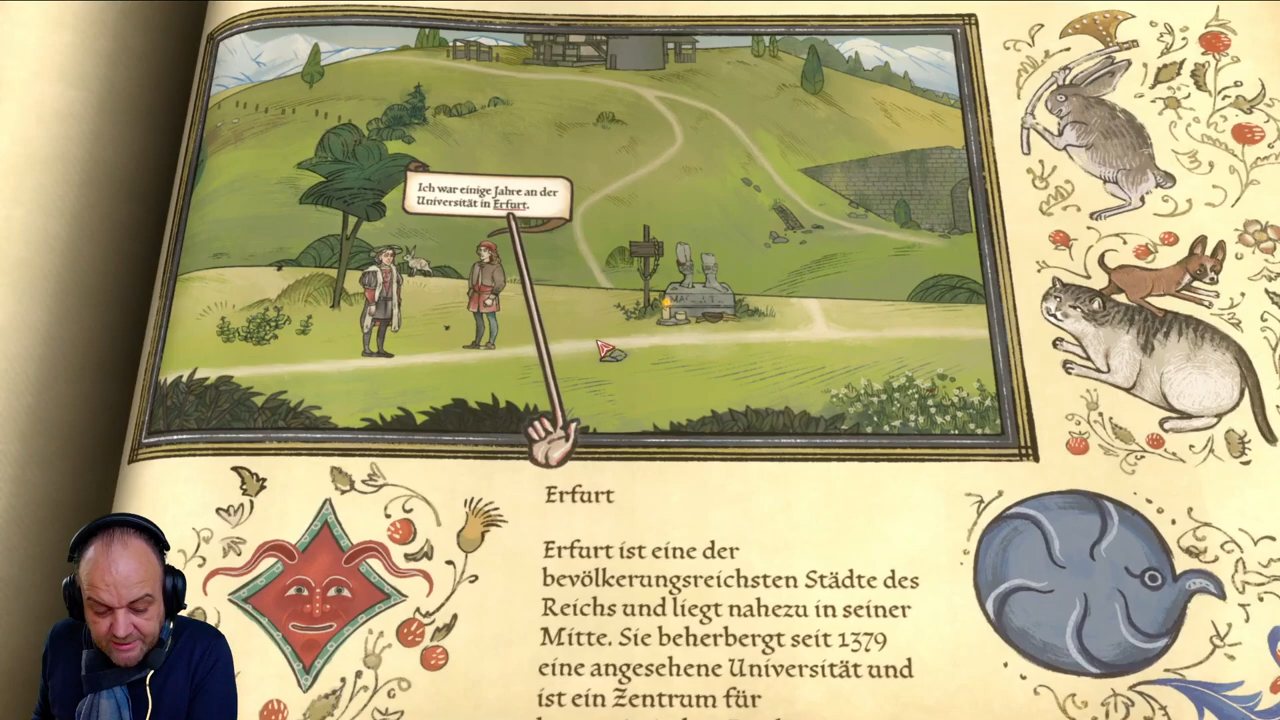 Ich war einige Jahre an der
Universität in Erfurt.
Erfurt
Erfurt ist eine der
bevölkerungsreichsten Städte des
Reichs und liegt nahezu in seiner
Mitte. Sie beherbergt seit 1379
eine angesehene Universität und
ist ein Zentrum für